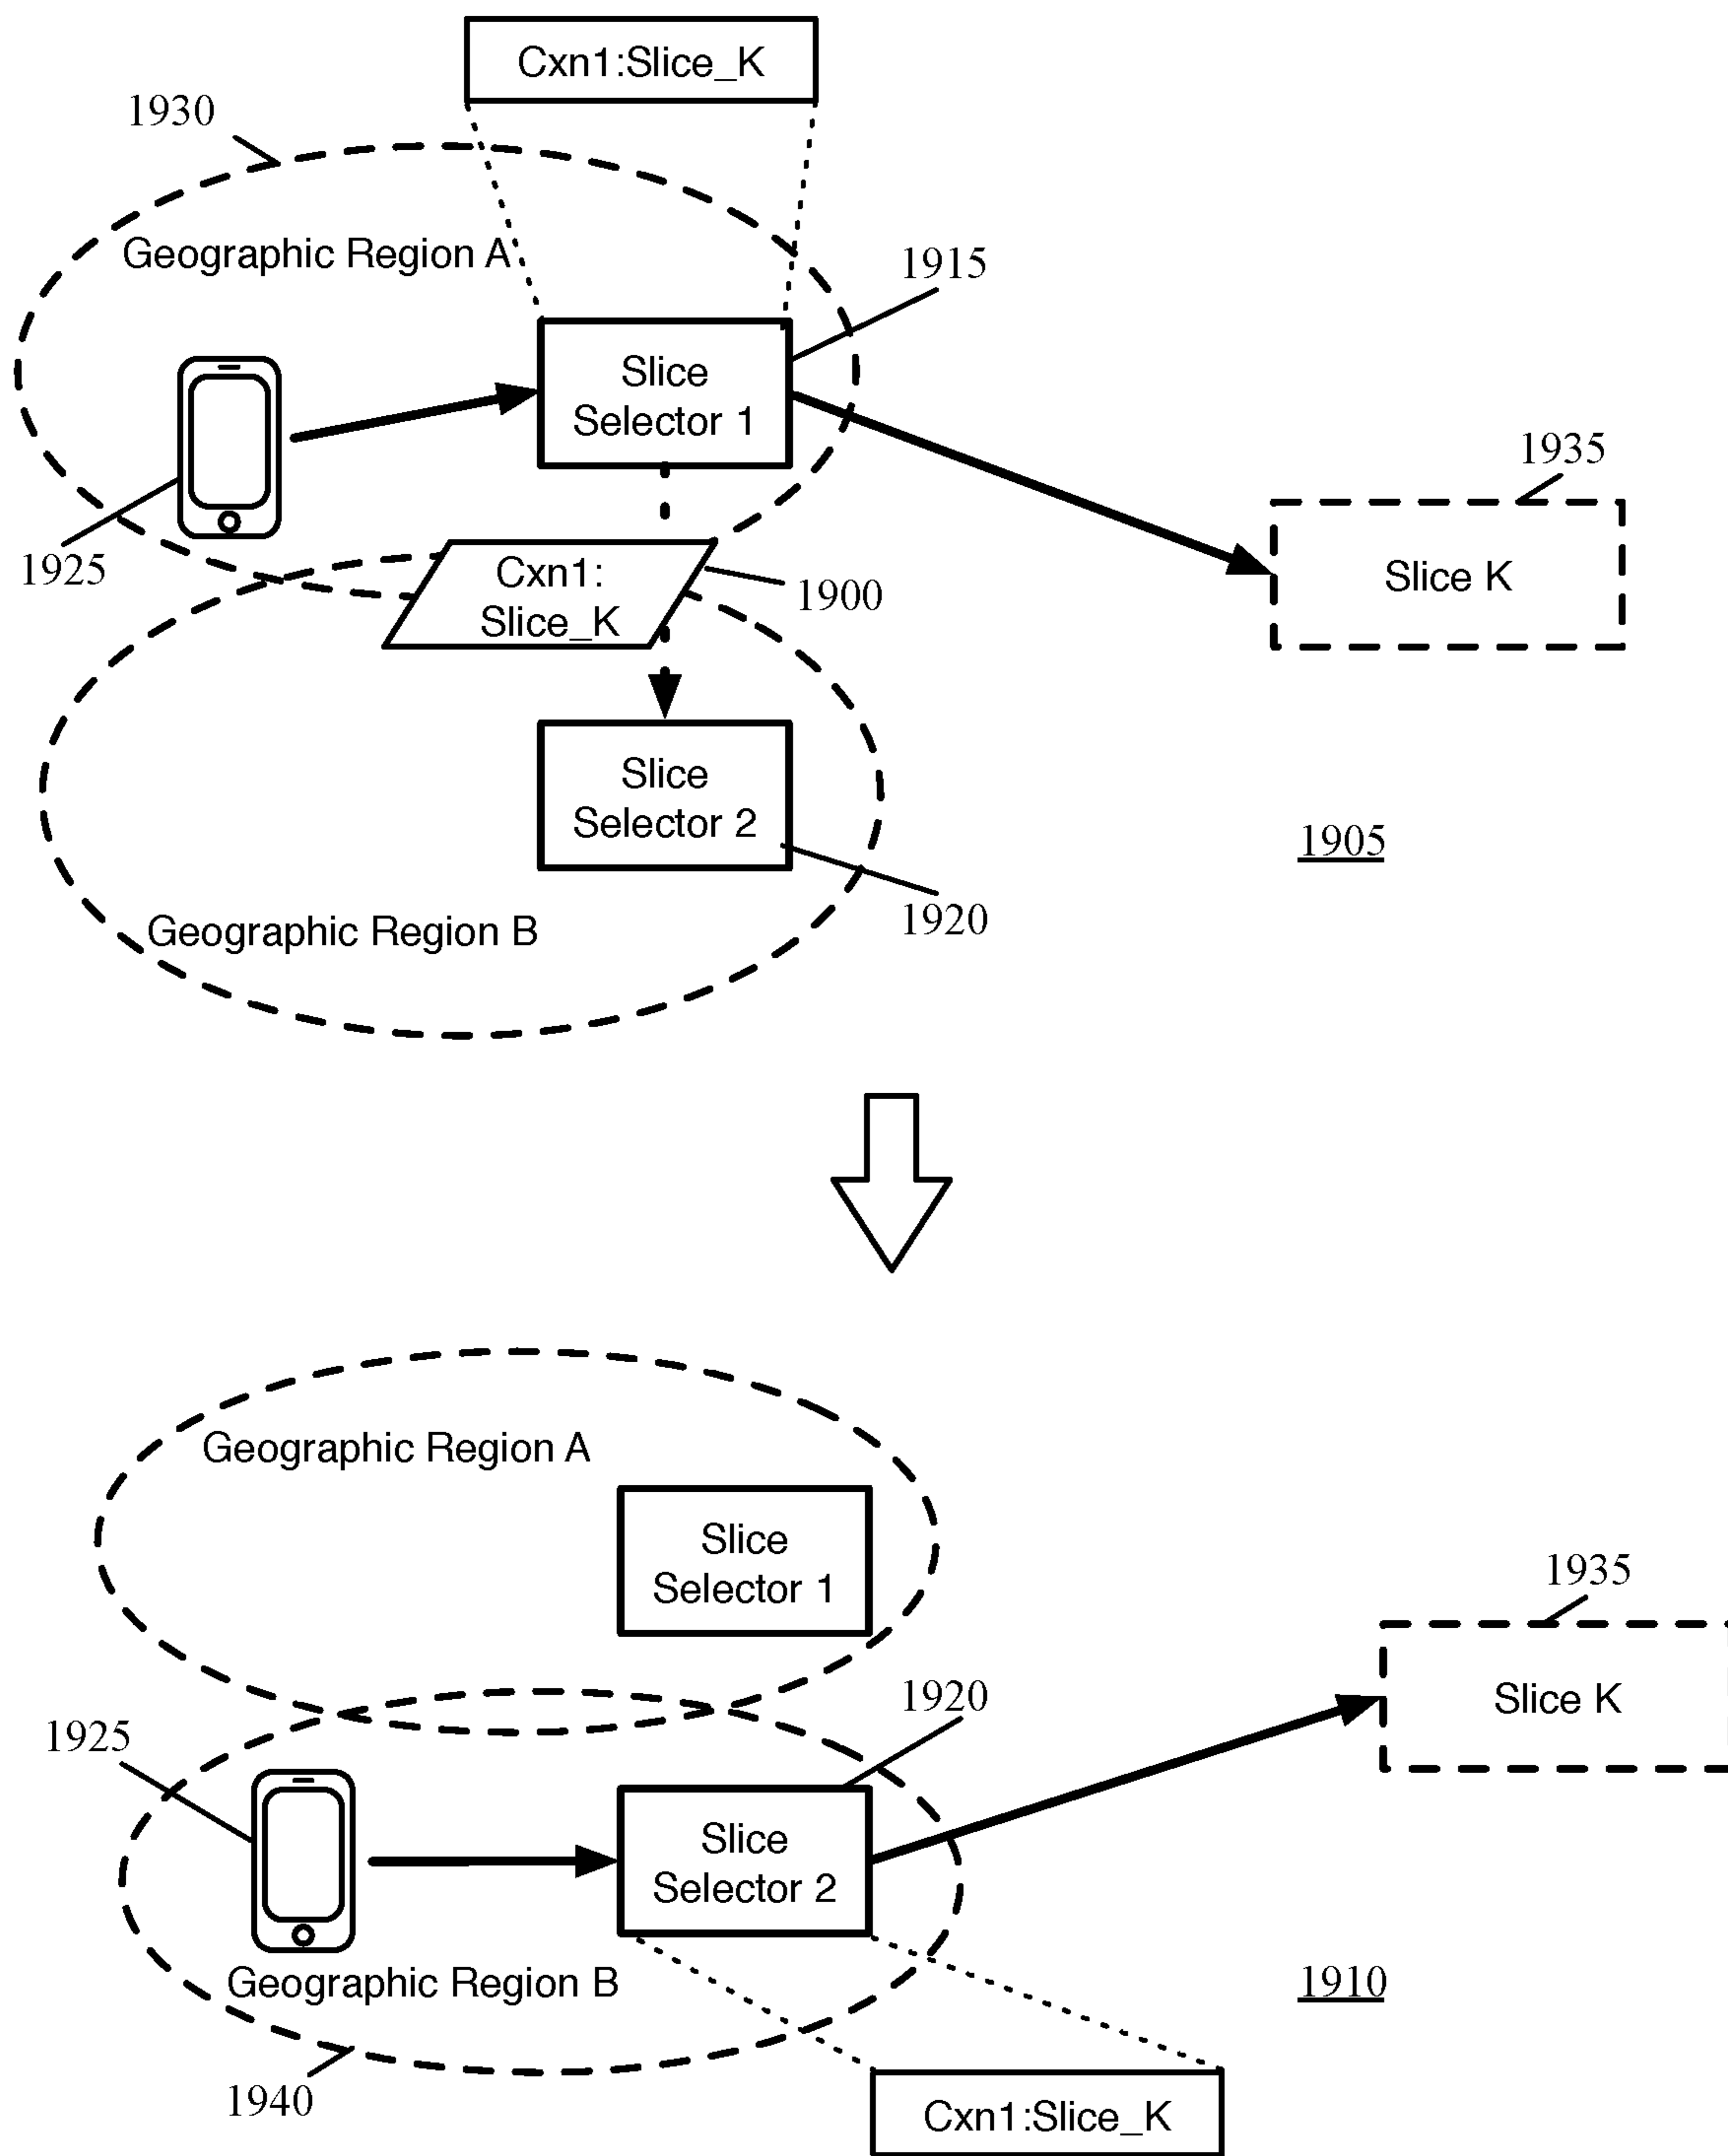 Cxn1:Slice_K
1930
Geographic Region A
1915
Slice
Selector 1
1935
Slice K
1925
Cxn1:
Slice_K
1900
Slice
Selector 2
1905
1920
Geographic Region B
Geographic Region A
Slice
Selector 1
1935
1920
Slice K
1925
Slice
Selector 2
Geographic Region B
1910
1940
Cxn1:Slice_K